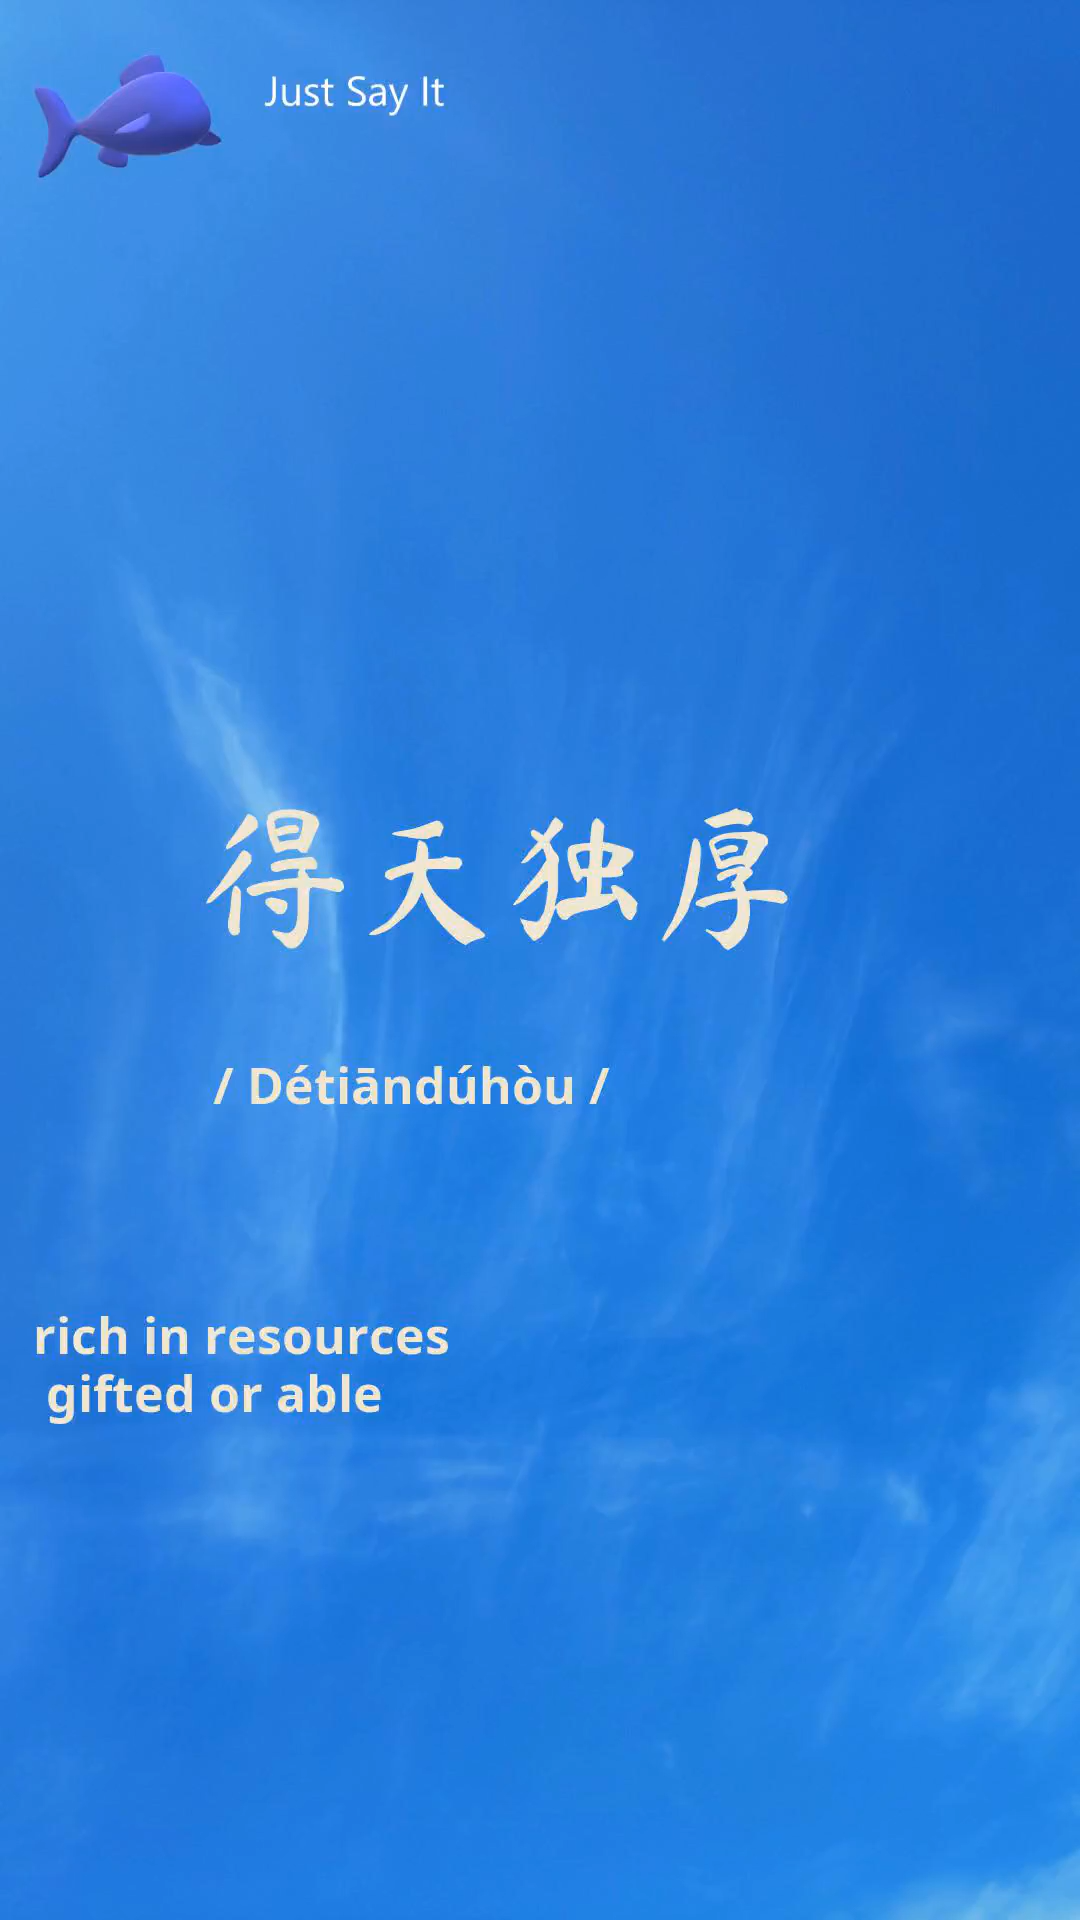 Just Say It
得天独厚
/ Détiāndúhòu /
rich in resources
gifted or able